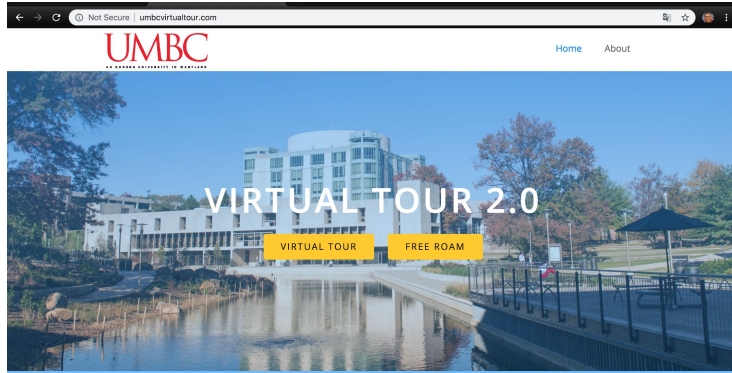 Not Secure | umbcvirtualtour.com
UMBC
AN HONORS UNIVERSITY IN MARYLAND
Home About
VIRTUAL TOUR 2.0
VIRTUAL TOUR FREE ROAM